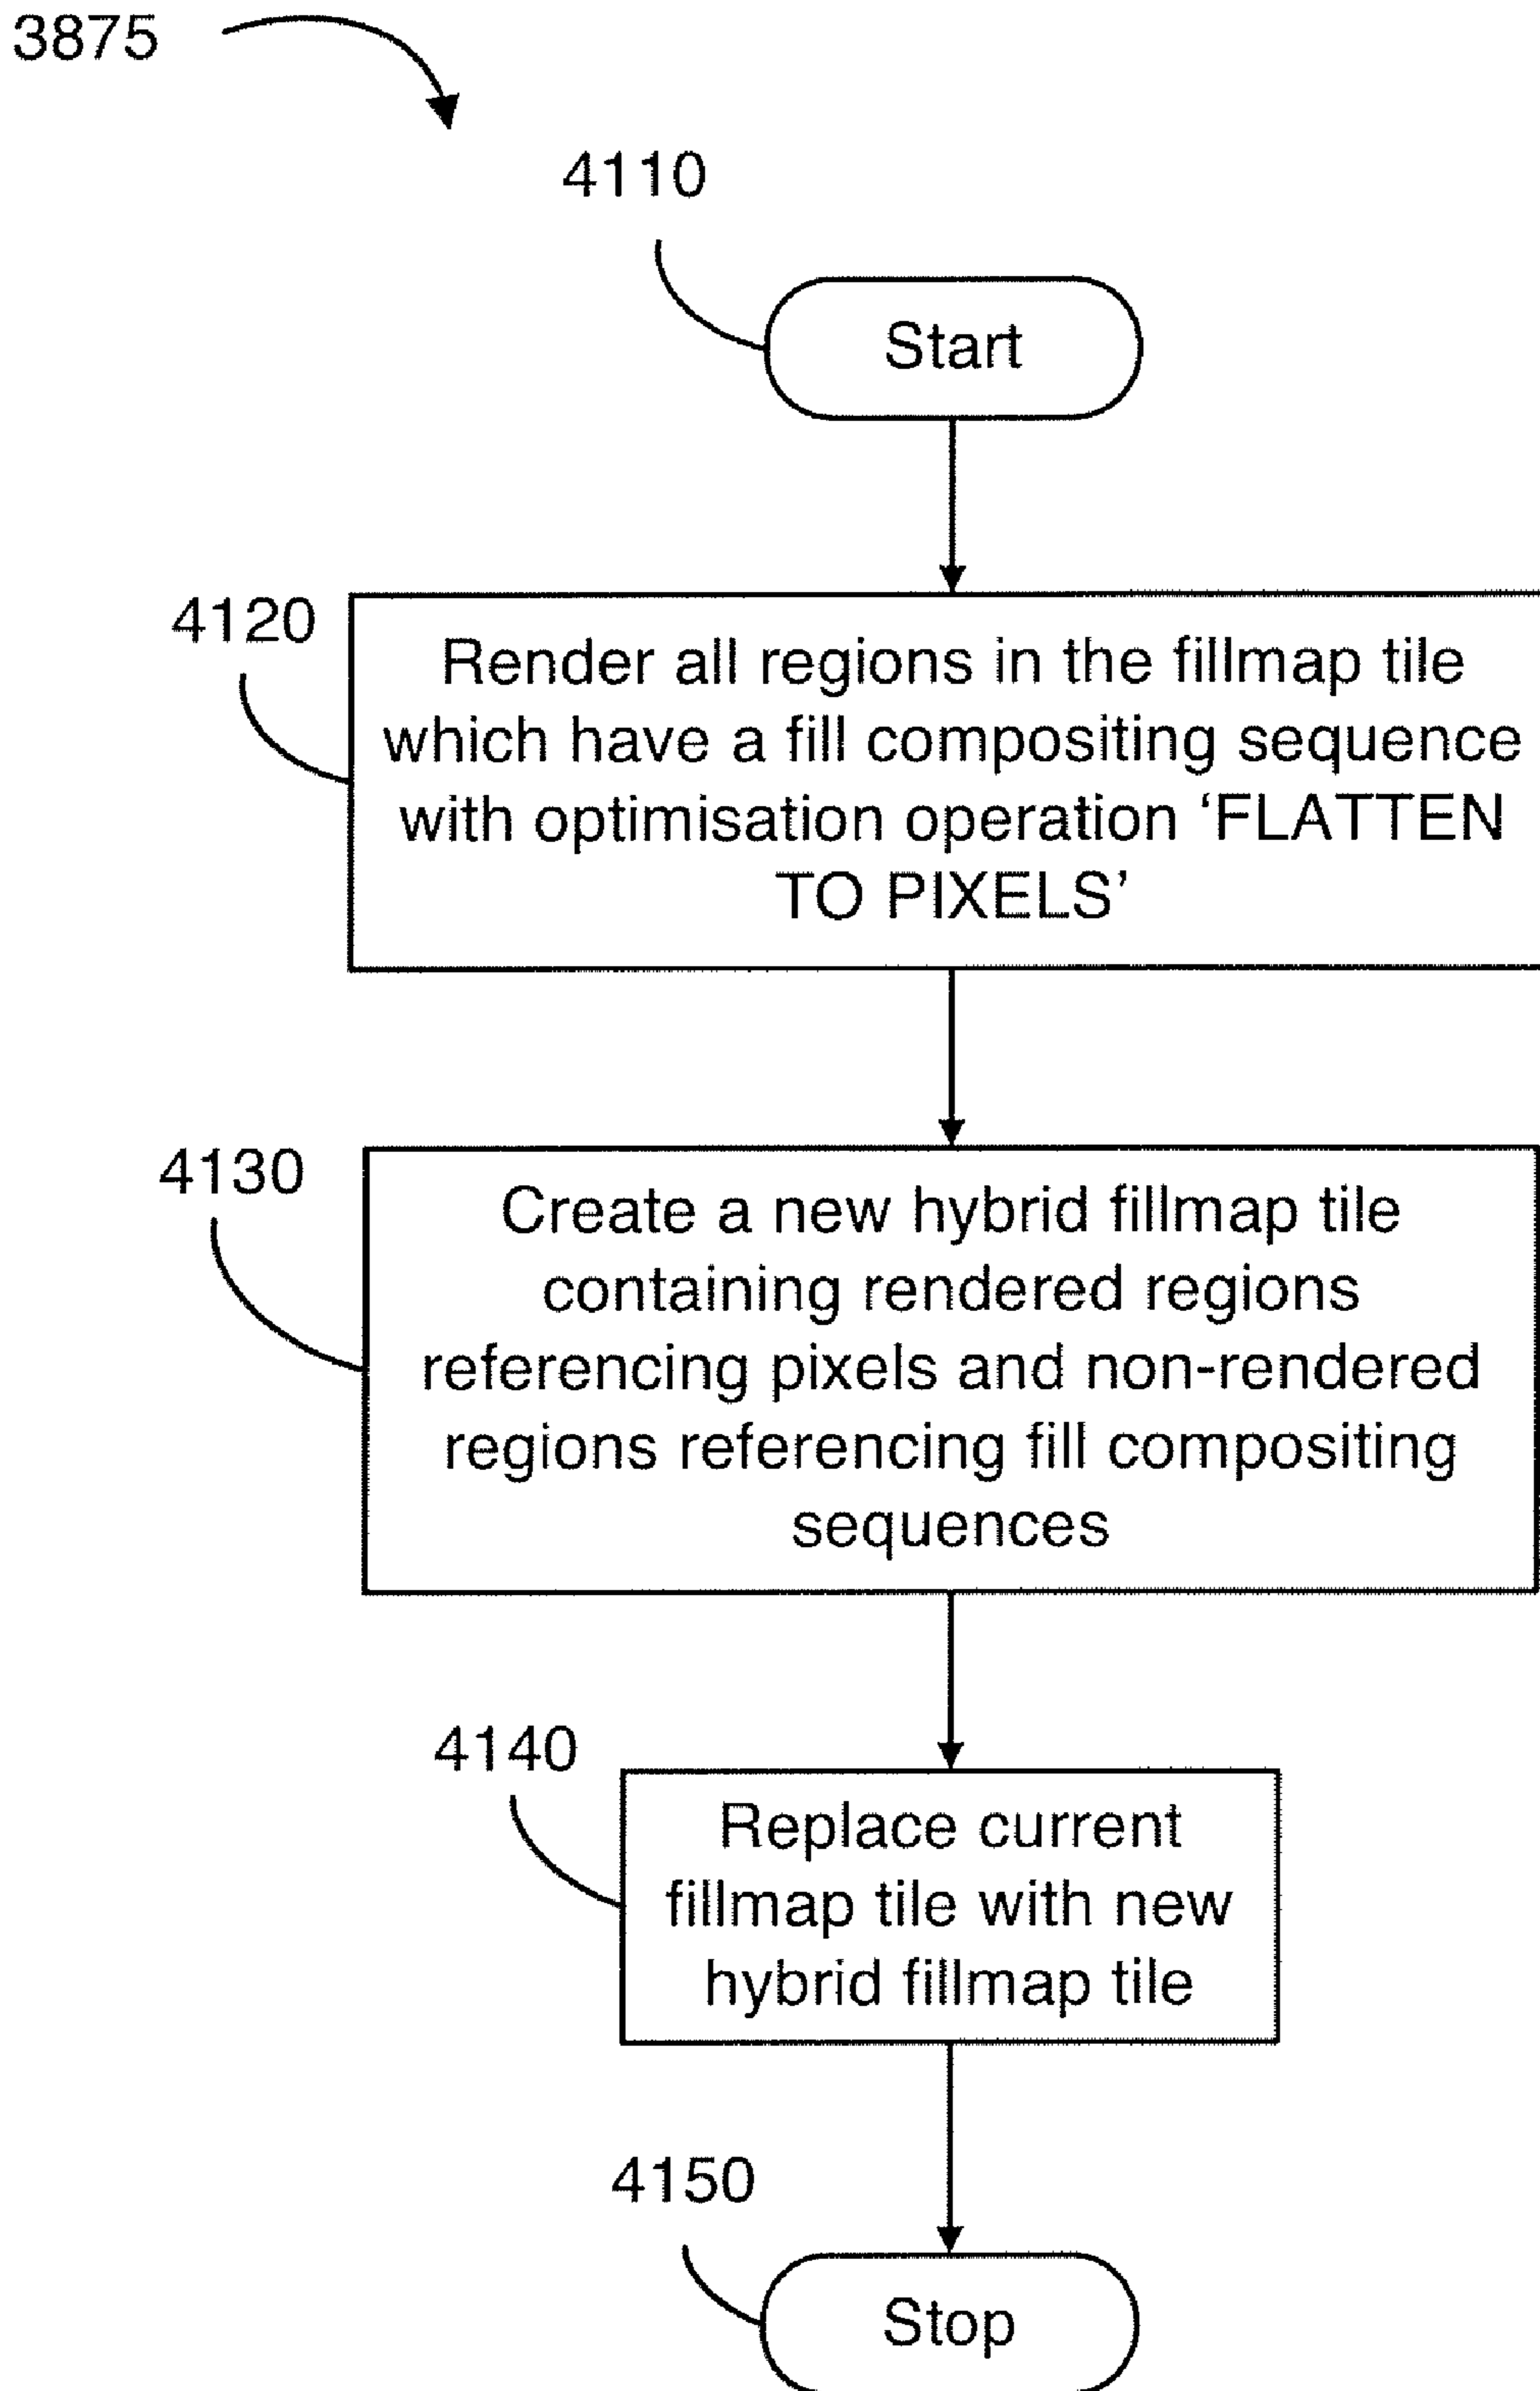 3875
4110
Start
4120
Render all regions in the fillmap tile
which have a fill compositing sequence
with optimisation operation ‘FLATTEN
TO PIXELS’
4130
Create a new hybrid fillmap tile
containing rendered regions
referencing pixels and non-rendered
regions referencing fill compositing
sequences
4140
Replace current
fillmap tile with new
hybrid fillmap tile
4150
Stop